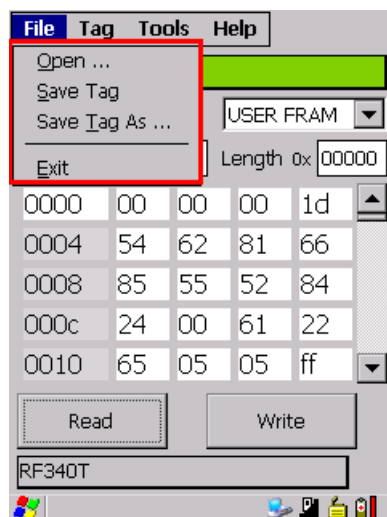 File Tag Tools Help
Open ...
Save Tag
Save Tag As ...
USER FRAM
Exit
Length 0x 00000
0000 00 00 00 1d
0004 54 62 81 66
0008 85 55 52 84
000c 24 00 61 22
0010 65 05 05 ff
Read Write
RF340T